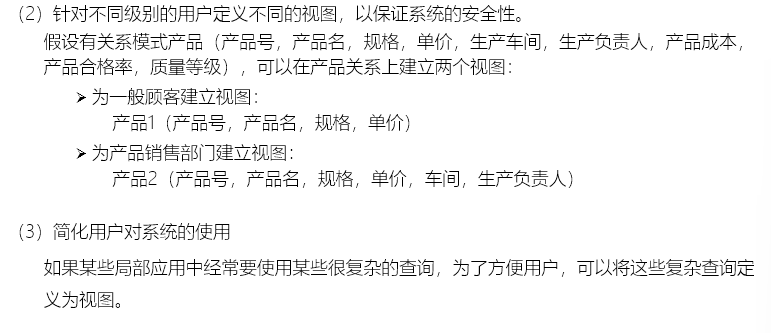 （2）针对不同级别的用户定义不同的视图，以保证系统的安全性。
假设有关系模式产品（产品号，产品名，规格，单价，生产车间，生产负责人，产品成本，
产品合格率，质量等级），可以在产品关系上建立两个视图：
➢ 为一般顾客建立视图：
产品1（产品号，产品名，规格，单价）
➢ 为产品销售部门建立视图：
产品2（产品号，产品名，规格，单价，车间，生产负责人）
（3）简化用户对系统的使用
如果某些局部应用中经常要使用某些很复杂的查询，为了方便用户，可以将这些复杂查询定
义为视图。